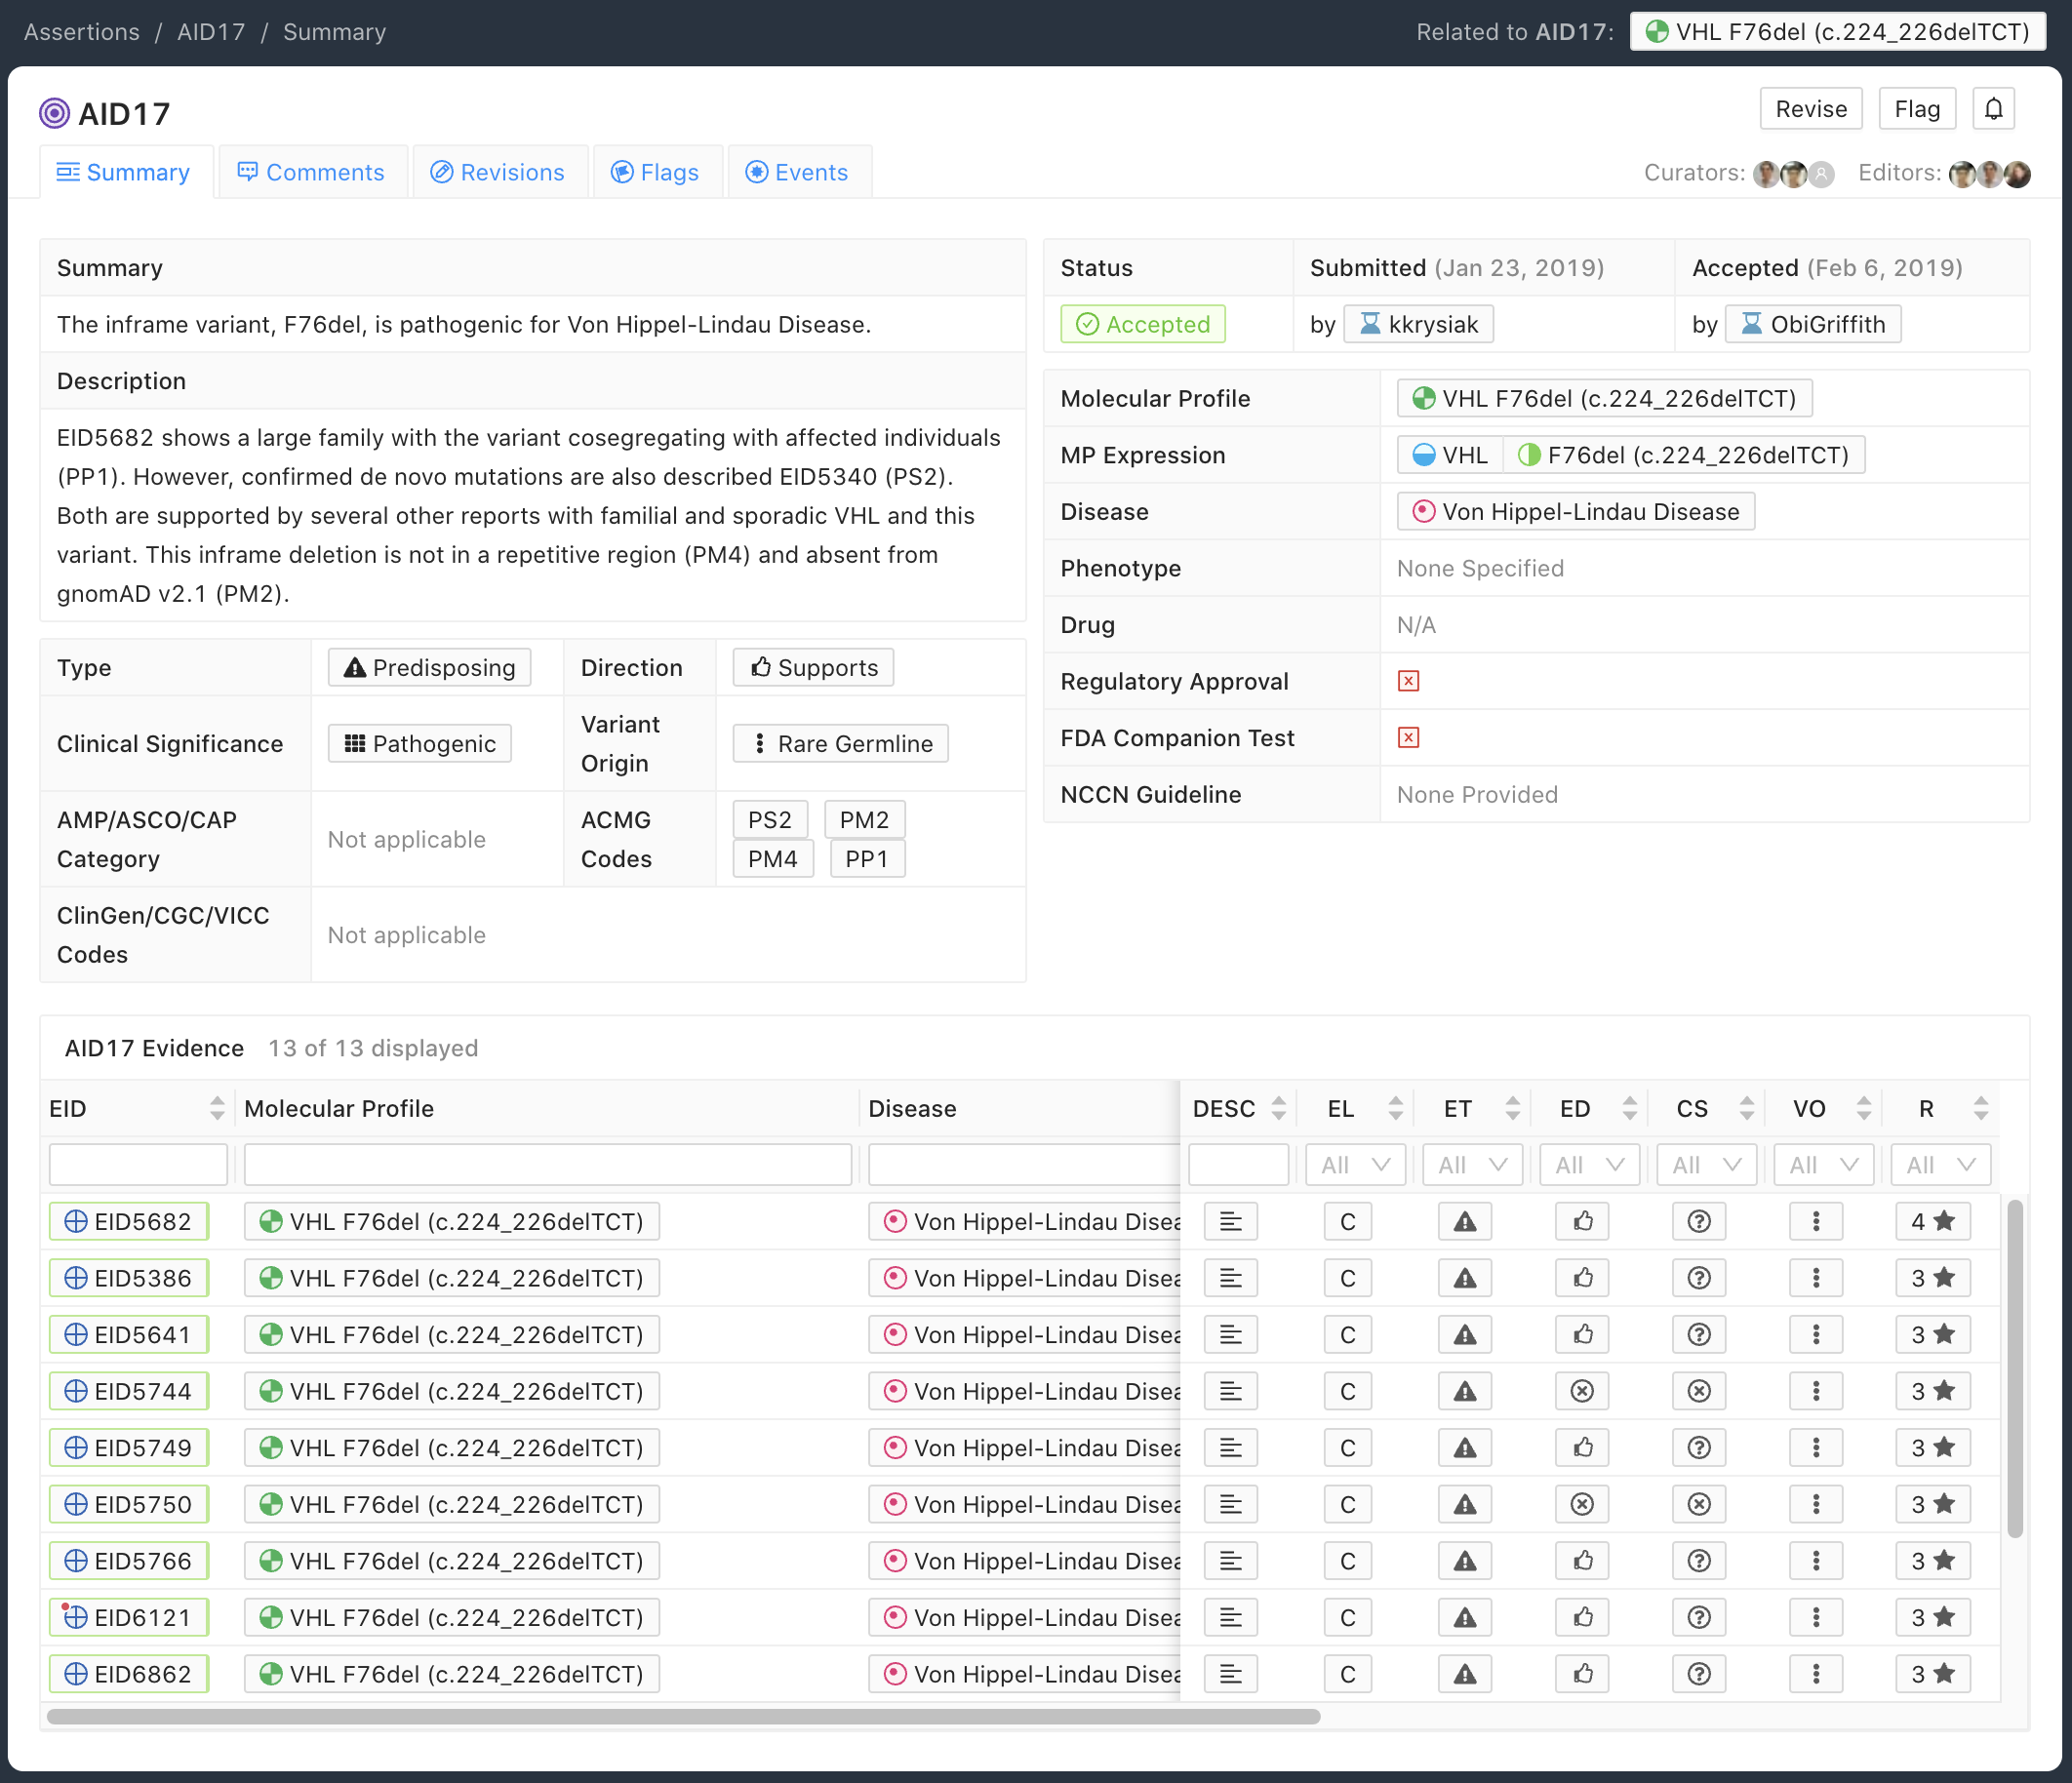 Assertions / AID17 / Summary
Related to AID17: VHL F76del (c.224_226delTCT)
AID17
Revise Flag
Summary Comments Revisions Flags Events
Curators: Editors:
Summary
The inframe variant, F76del, is pathogenic for Von Hippel-Lindau Disease.
Description
EID5682 shows a large family with the variant cosegregating with affected individuals
(PP1). However, confirmed de novo mutations are also described EID5340 (PS2).
Both are supported by several other reports with familial and sporadic VHL and this
variant. This inframe deletion is not in a repetitive region (PM4) and absent from
gnomAD v2.1 (PM2).
Type Predisposing Direction Supports
Clinical Significance Pathogenic Variant Origin Rare Germline
AMP/ASCO/CAP Category Not applicable ACMG Codes PS2 PM2 PM4 PP1
ClinGen/CGC/VICC Codes Not applicable
Status Submitted (Jan 23, 2019) Accepted (Feb 6, 2019)
Accepted by kkrysiak by ObiGriffith
Molecular Profile VHL F76del (c.224_226delTCT)
MP Expression VHL F76del (c.224_226delTCT)
Disease Von Hippel-Lindau Disease
Phenotype None Specified
Drug N/A
Regulatory Approval
FDA Companion Test
NCCN Guideline None Provided
AID17 Evidence 13 of 13 displayed
EID Molecular Profile Disease DESC EL ET ED CS VO R
All All All All All All
EID5682 VHL F76del (c.224_226delTCT) Von Hippel-Lindau Disea C 4
EID5386 VHL F76del (c.224_226delTCT) Von Hippel-Lindau Disea C 3
EID5641 VHL F76del (c.224_226delTCT) Von Hippel-Lindau Disea C 3
EID5744 VHL F76del (c.224_226delTCT) Von Hippel-Lindau Disea C 3
EID5749 VHL F76del (c.224_226delTCT) Von Hippel-Lindau Disea C 3
EID5750 VHL F76del (c.224_226delTCT) Von Hippel-Lindau Disea C 3
EID5766 VHL F76del (c.224_226delTCT) Von Hippel-Lindau Disea C 3
EID6121 VHL F76del (c.224_226delTCT) Von Hippel-Lindau Disea C 3
EID6862 VHL F76del (c.224_226delTCT) Von Hippel-Lindau Disea C 3